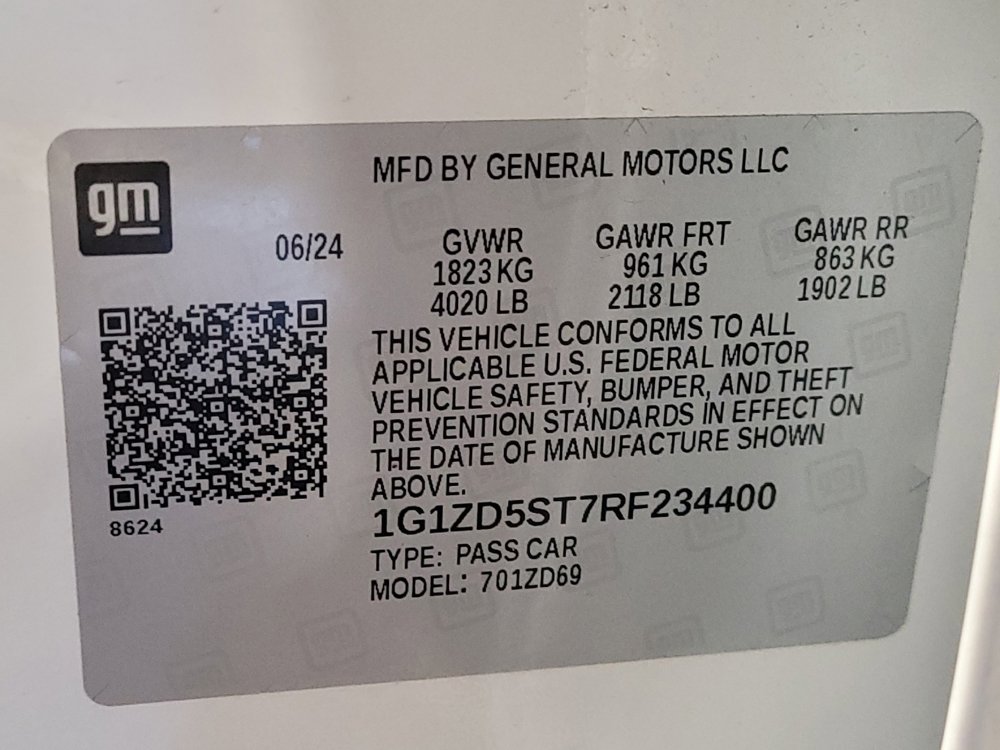 gm
MFD BY GENERAL MOTORS LLC
06/24
GVWR GAWR FRT GAWR RR
1823 KG 961 KG 863 KG
4020 LB 2118 LB 1902 LB
THIS VEHICLE CONFORMS TO ALL
APPLICABLE U.S. FEDERAL MOTOR
VEHICLE SAFETY, BUMPER, AND THEFT
PREVENTION STANDARDS IN EFFECT ON
THE DATE OF MANUFACTURE SHOWN
ABOVE.
8624
1G1ZD5ST7RF234400
TYPE: PASS CAR
MODEL: 701ZD69